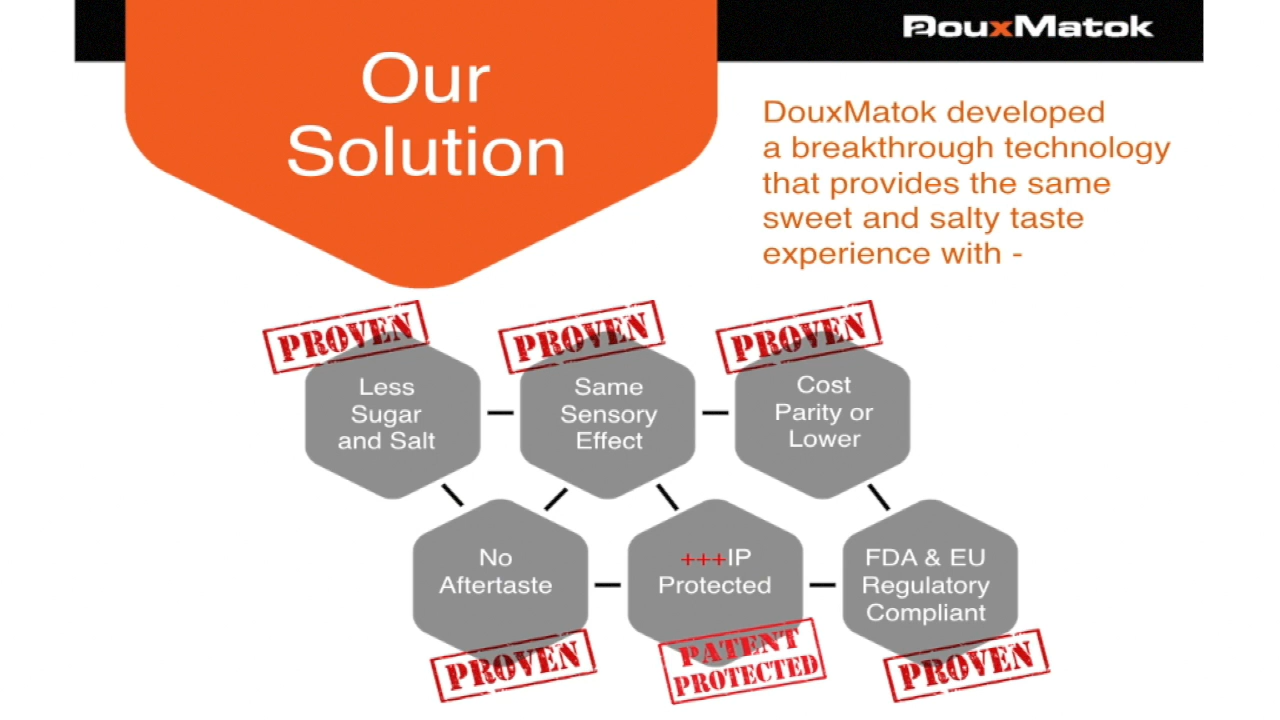 DouxMatok
Our
Solution
DouxMatok developed
a breakthrough technology
that provides the same
sweet and salty taste
experience with -
PROVEN
PROVEN
PROVEN
Less
Sugar
and Salt
Same
Sensory
Effect
Cost
Parity or
Lower
No
Aftertaste
+++IP
Protected
FDA & EU
Regulatory
Compliant
PROVEN
PATENT
PROTECTED
PROVEN